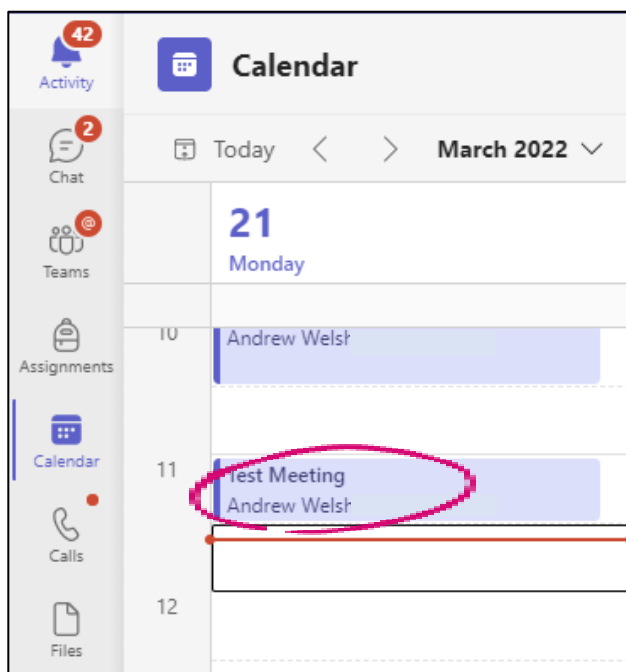 42
Activity
2
Chat
@
Teams
Assignments
Calendar
Calls
Files
Calendar
Today
March 2022
21
Monday
10
Andrew Welsh
11
Test Meeting
Andrew Welsh
12